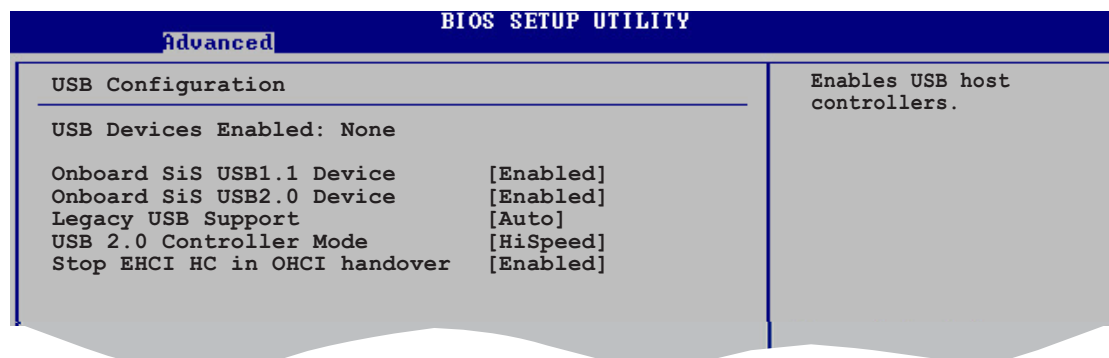 BIOS SETUP UTILITY
Advanced
USB Configuration
USB Devices Enabled: None
Onboard SiS USB1.1 Device [Enabled]
Onboard SiS USB2.0 Device [Enabled]
Legacy USB Support [Auto]
USB 2.0 Controller Mode [HiSpeed]
Stop EHCI HC in OHCI handover [Enabled]
Enables USB host
controllers.